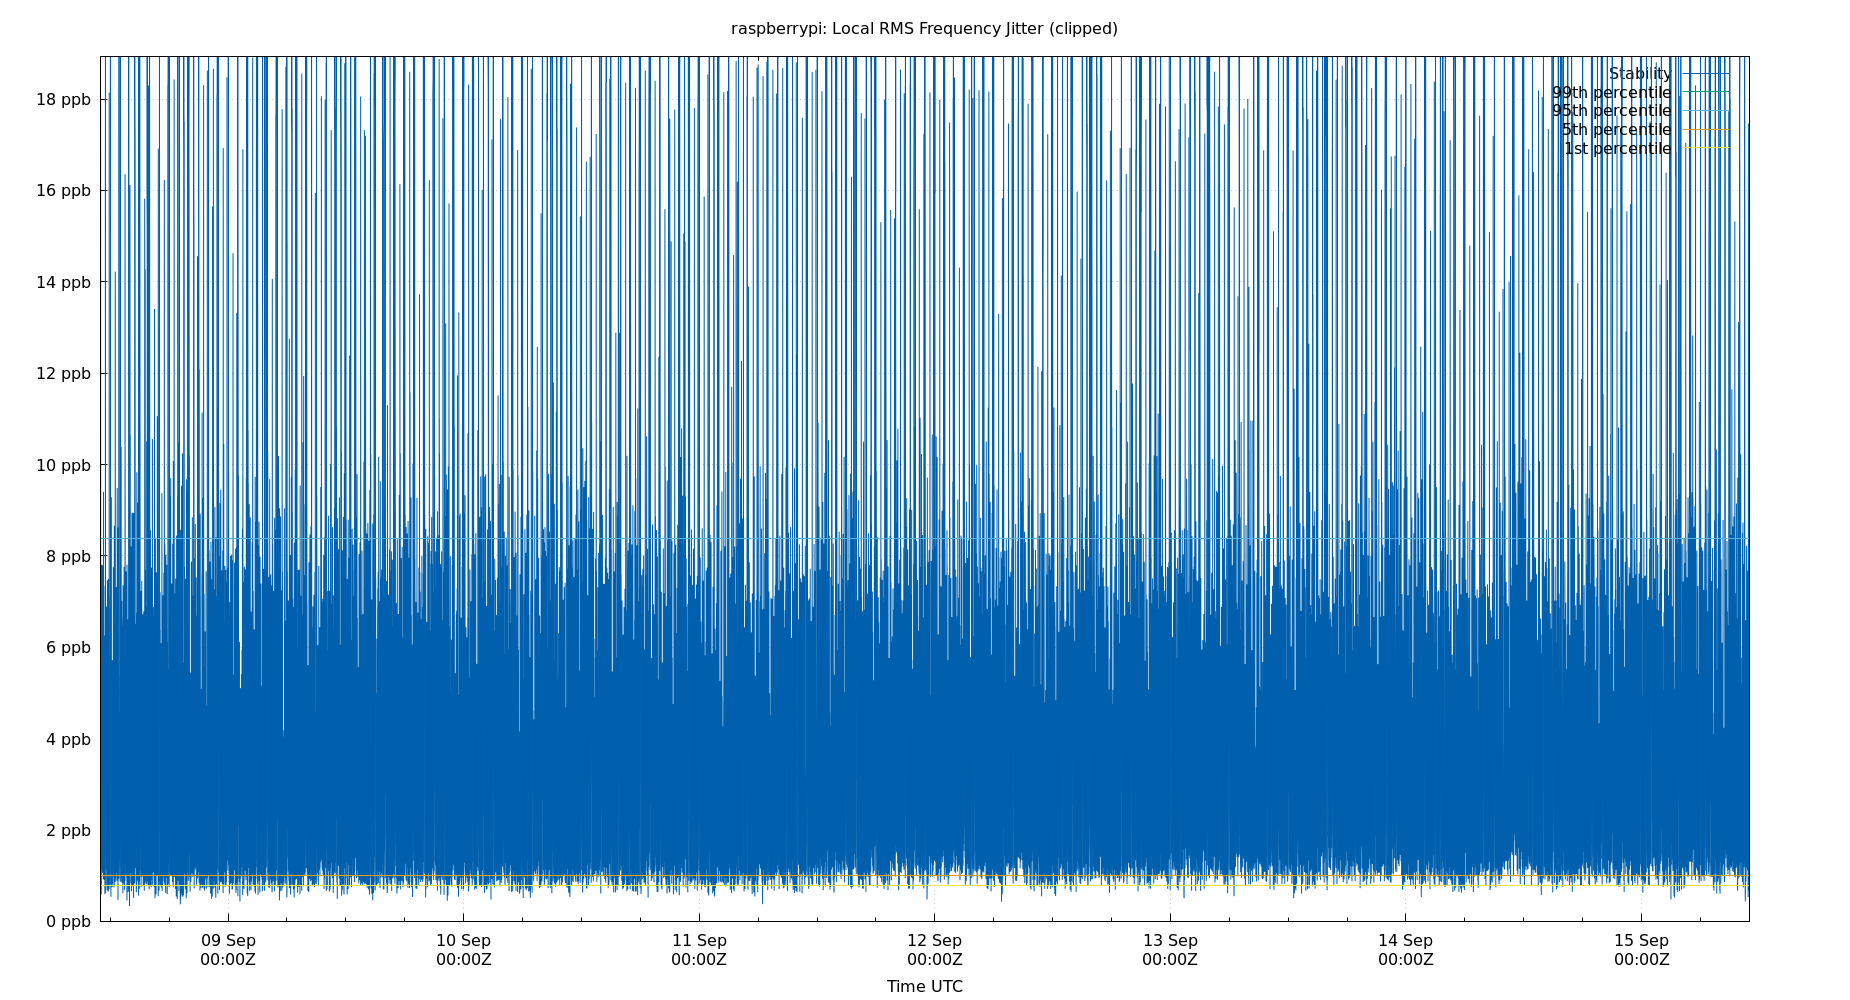 raspberrypi: Local RMS Frequency Jitter (clipped)
Stability
99th percentile
95th percentile
5th percentile
1st percentile
18 ppb
16 ppb
14 ppb
12 ppb
10 ppb
8 ppb
6 ppb
4 ppb
2 ppb
0 ppb
09 Sep 10 Sep 11 Sep 12 Sep 13 Sep 14 Sep 15 Sep
00:00Z 00:00Z 00:00Z 00:00Z 00:00Z 00:00Z 00:00Z
Time UTC